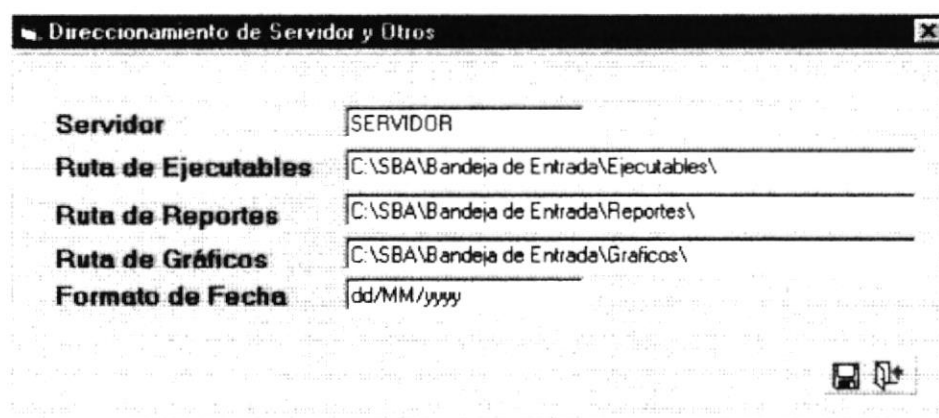 Direccionamiento de Servidor y Otros
Servidor SERVIDOR
Ruta de Ejecutables C:\SBA\Bandeja de Entrada\Ejecutables\
Ruta de Reportes C:\SBA\Bandeja de Entrada\Reportes\
Ruta de Gráficos C:\SBA\Bandeja de Entrada\Graficos\
Formato de Fecha dd/MM/yyyy